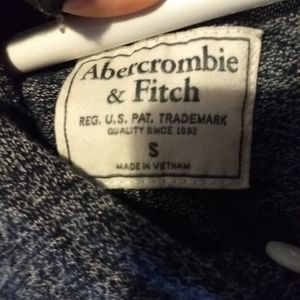 Abercrombie
& Fitch
REG. U.S. PAT. TRADEMARK
QUALITY SINCE 1892
S
MADE IN VIETNAM